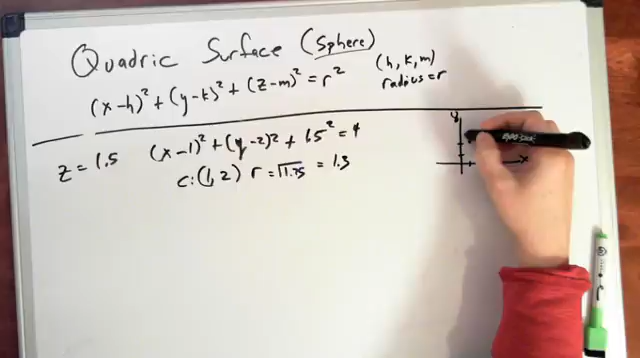 Quadric Surface (Sphere)
(x-h)² + (y-k)² + (z-m)² = r²
(h, k, m)
radius = r
z = 1.5
(x-1)² + (y-2)² + 1.5² = 4
c: (1, 2) r = √1.75 = 1.3
y
x